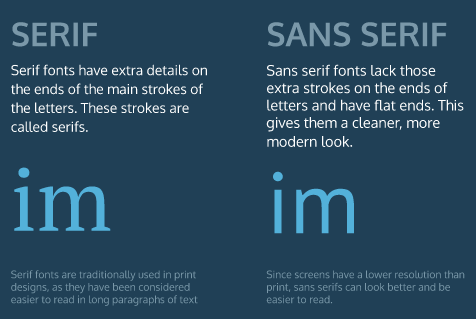 SERIF
Serif fonts have extra details on
the ends of the main strokes of
the letters. These strokes are
called serifs.
im
Serif fonts are traditionally used in print
designs, as they have been considered
easier to read in long paragraphs of text
SANS SERIF
Sans serif fonts lack those
extra strokes on the ends of
letters and have flat ends. This
gives them a cleaner, more
modern look.
im
Since screens have a lower resolution than
print, sans serifs can look better and be
easier to read.